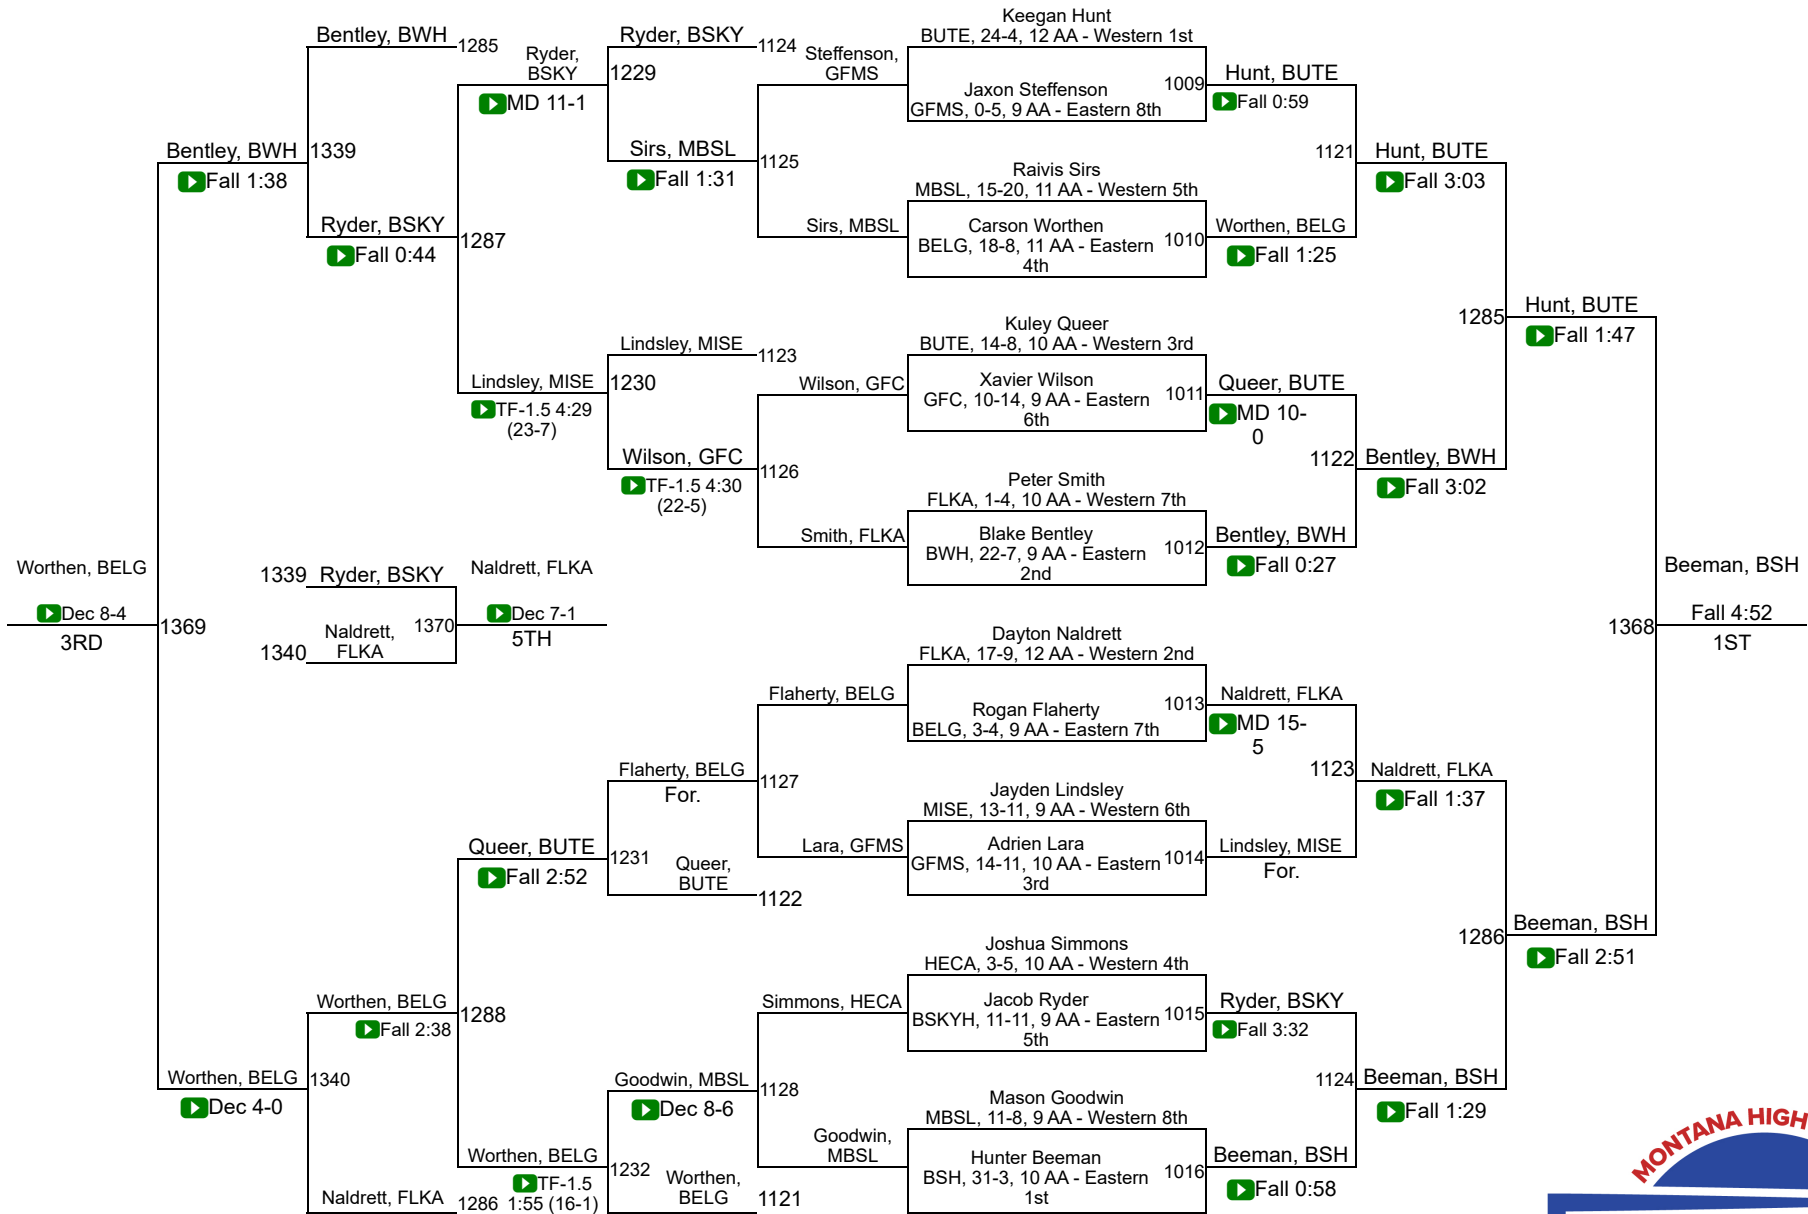 Keegan Hunt
BUTE, 24-4, 12 AA - Western 1st
Bentley, BWH
1285
Ryder,
BSKY
MD 11-1
Ryder, BSKY
1124
1229
Steffenson,
GFMS
Jaxon Steffenson
GFMS, 0-5, 9 AA - Eastern 8th
1009
Hunt, BUTE
Fall 0:59
Bentley, BWH
Fall 1:38
1339
Sirs, MBSL
Fall 1:31
1125
Raivis Sirs
MBSL, 15-20, 11 AA - Western 5th
1121
Hunt, BUTE
Fall 3:03
Ryder, BSKY
Fall 0:44
1287
Sirs, MBSL
Carson Worthen
BELG, 18-8, 11 AA - Eastern
4th
1010
Worthen, BELG
Fall 1:25
Kuley Queer
BUTE, 14-8, 10 AA - Western 3rd
1285
Hunt, BUTE
Fall 1:47
Lindsley, MISE
1123
Lindsley, MISE
TF-1.5 4:29
(23-7)
1230
Wilson, GFC
Xavier Wilson
GFC, 10-14, 9 AA - Eastern
6th
1011
Queer, BUTE
MD 10-
0
Wilson, GFC
TF-1.5 4:30
(22-5)
1126
Peter Smith
FLKA, 1-4, 10 AA - Western 7th
1122
Bentley, BWH
Fall 3:02
Smith, FLKA
Blake Bentley
BWH, 22-7, 9 AA - Eastern
2nd
1012
Bentley, BWH
Fall 0:27
Worthen, BELG
Dec 8-4
3RD
1369
1339
Ryder, BSKY
1340
Naldrett,
FLKA
1370
Naldrett, FLKA
Dec 7-1
5TH
1368
Beeman, BSH
Fall 4:52
1ST
Dayton Naldrett
FLKA, 17-9, 12 AA - Western 2nd
Flaherty, BELG
Rogan Flaherty
BELG, 3-4, 9 AA - Eastern 7th
1013
Naldrett, FLKA
MD 15-
5
Flaherty, BELG
For.
1127
Jayden Lindsley
MISE, 13-11, 9 AA - Western 6th
1123
Naldrett, FLKA
Fall 1:37
Queer, BUTE
Fall 2:52
1231
Queer,
BUTE
1122
Lara, GFMS
Adrien Lara
GFMS, 14-11, 10 AA - Eastern
3rd
1014
Lindsley, MISE
For.
Joshua Simmons
HECA, 3-5, 10 AA - Western 4th
1286
Beeman, BSH
Fall 2:51
Worthen, BELG
Fall 2:38
1288
Simmons, HECA
Jacob Ryder
BSKYH, 11-11, 9 AA - Eastern
5th
1015
Ryder, BSKY
Fall 3:32
Worthen, BELG
Dec 4-0
1340
Goodwin, MBSL
Dec 8-6
1128
Mason Goodwin
MBSL, 11-8, 9 AA - Western 8th
1124
Beeman, BSH
Fall 1:29
Worthen, BELG
TF-1.5
1:55 (16-1)
1232
Worthen,
BELG
1121
Goodwin,
MBSL
Hunter Beeman
BSH, 31-3, 10 AA - Eastern
1st
1016
Beeman, BSH
Fall 0:58
Naldrett, FLKA
1286
MONTANA HIGH